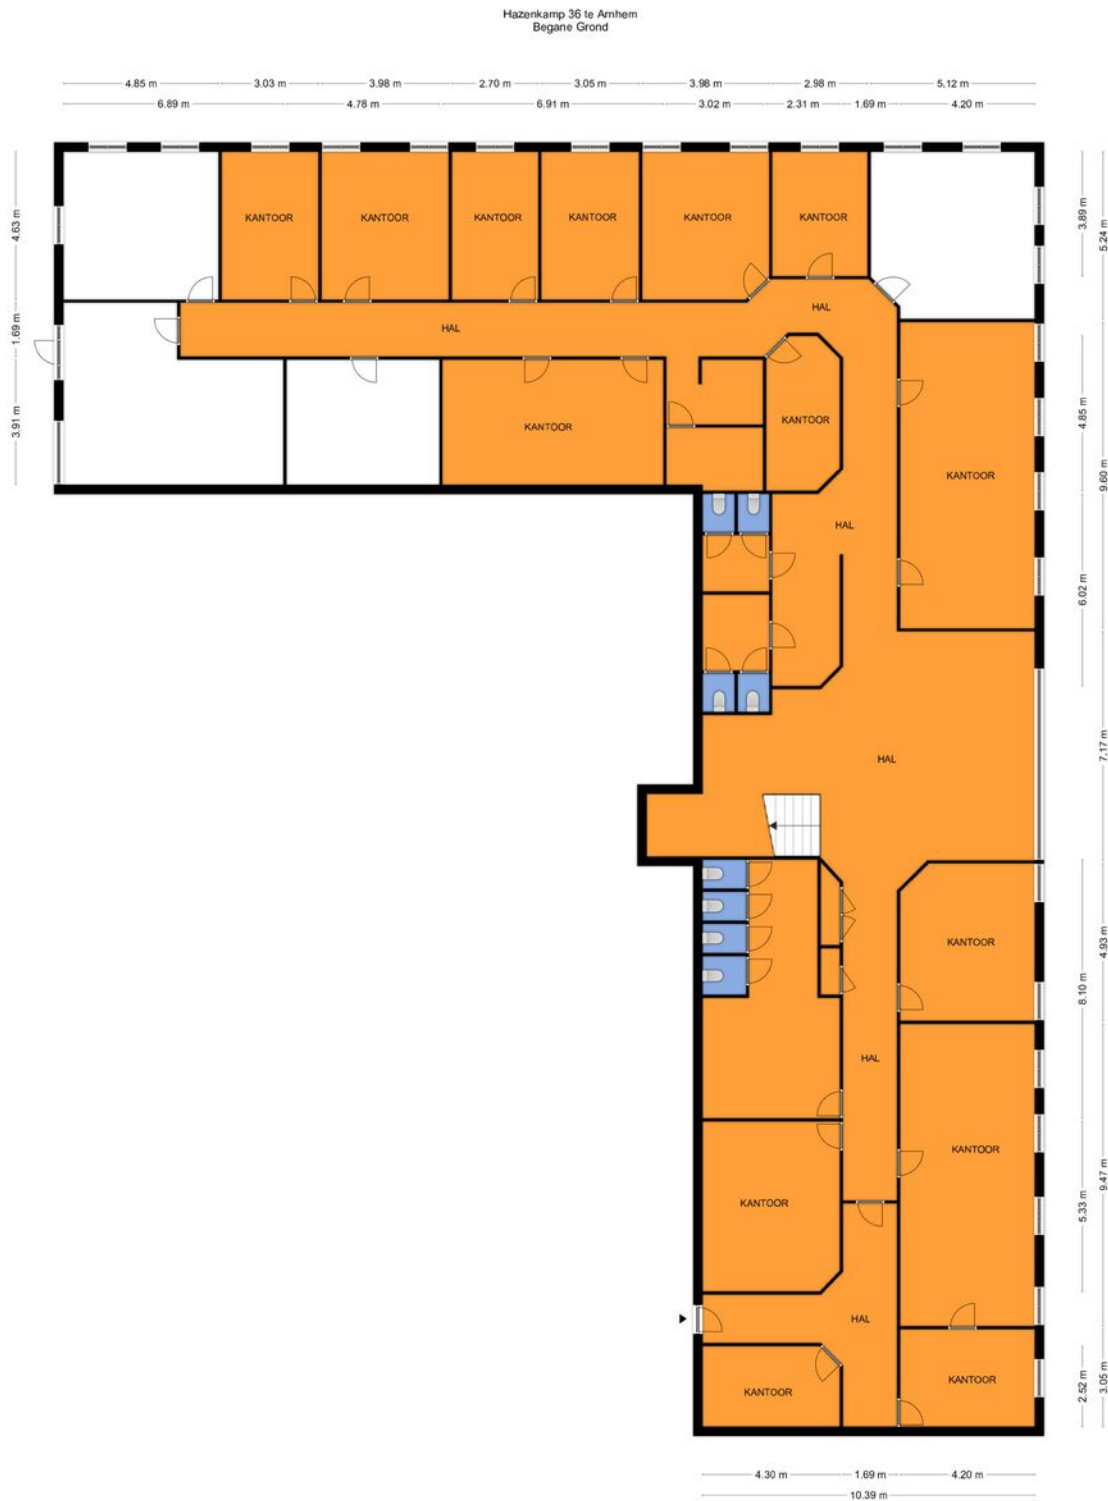 Hazenkamp 36 te Arnhem
Begane Grond
4.85 m
3.03 m
3.98 m
2.70 m
3.05 m
3.98 m
2.98 m
5.12 m
6.89 m
4.78 m
6.91 m
3.02 m
2.31 m
1.69 m
4.20 m
4.63 m
1.69 m
3.91 m
KANTOOR
KANTOOR
KANTOOR
KANTOOR
KANTOOR
KANTOOR
HAL
HAL
KANTOOR
KANTOOR
KANTOOR
HAL
HAL
KANTOOR
HAL
KANTOOR
KANTOOR
HAL
KANTOOR
KANTOOR
3.89 m
5.24 m
4.85 m
9.60 m
6.02 m
7.17 m
4.93 m
8.10 m
9.47 m
5.33 m
2.52 m
3.05 m
4.30 m
1.69 m
4.20 m
10.39 m